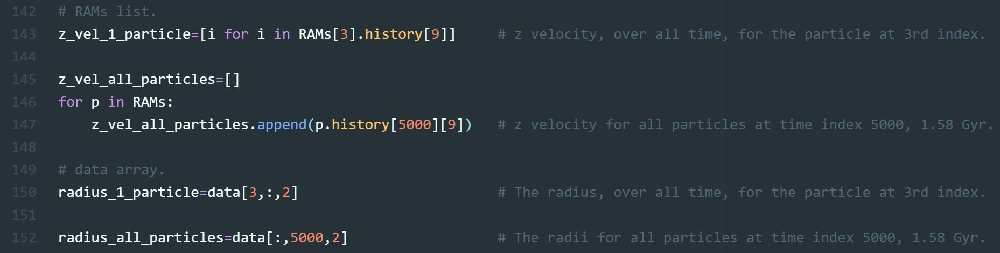 142 # RAMs list.
143 z_vel_1_particle=[i for i in RAMs[3].history[9]] # z velocity, over all time, for the particle at 3rd index.
144
145 z_vel_all_particles=[]
146 for p in RAMs:
147 z_vel_all_particles.append(p.history[5000][9]) # z velocity for all particles at time index 5000, 1.58 Gyr.
148
149 # data array.
150 radius_1_particle=data[3,:,2] # The radius, over all time, for the particle at 3rd index.
151
152 radius_all_particles=data[:,5000,2] # The radii for all particles at time index 5000, 1.58 Gyr.